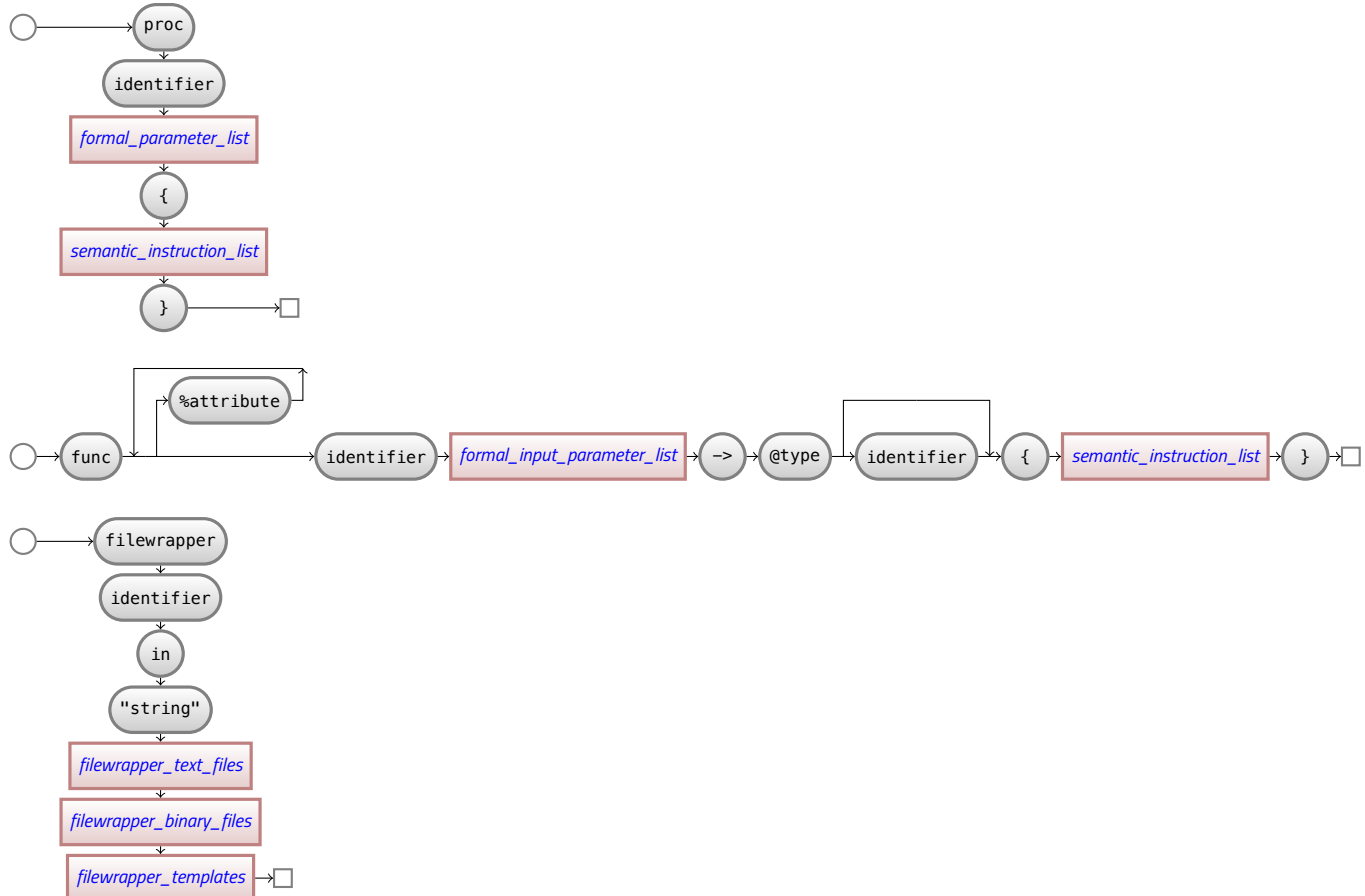 proc
identifier
formal_parameter_list
{
semantic_instruction_list
}
%attribute
func identifier formal_input_parameter_list -> @type identifier { semantic_instruction_list }
filewrapper
identifier
in
"string"
filewrapper_text_files
filewrapper_binary_files
filewrapper_templates